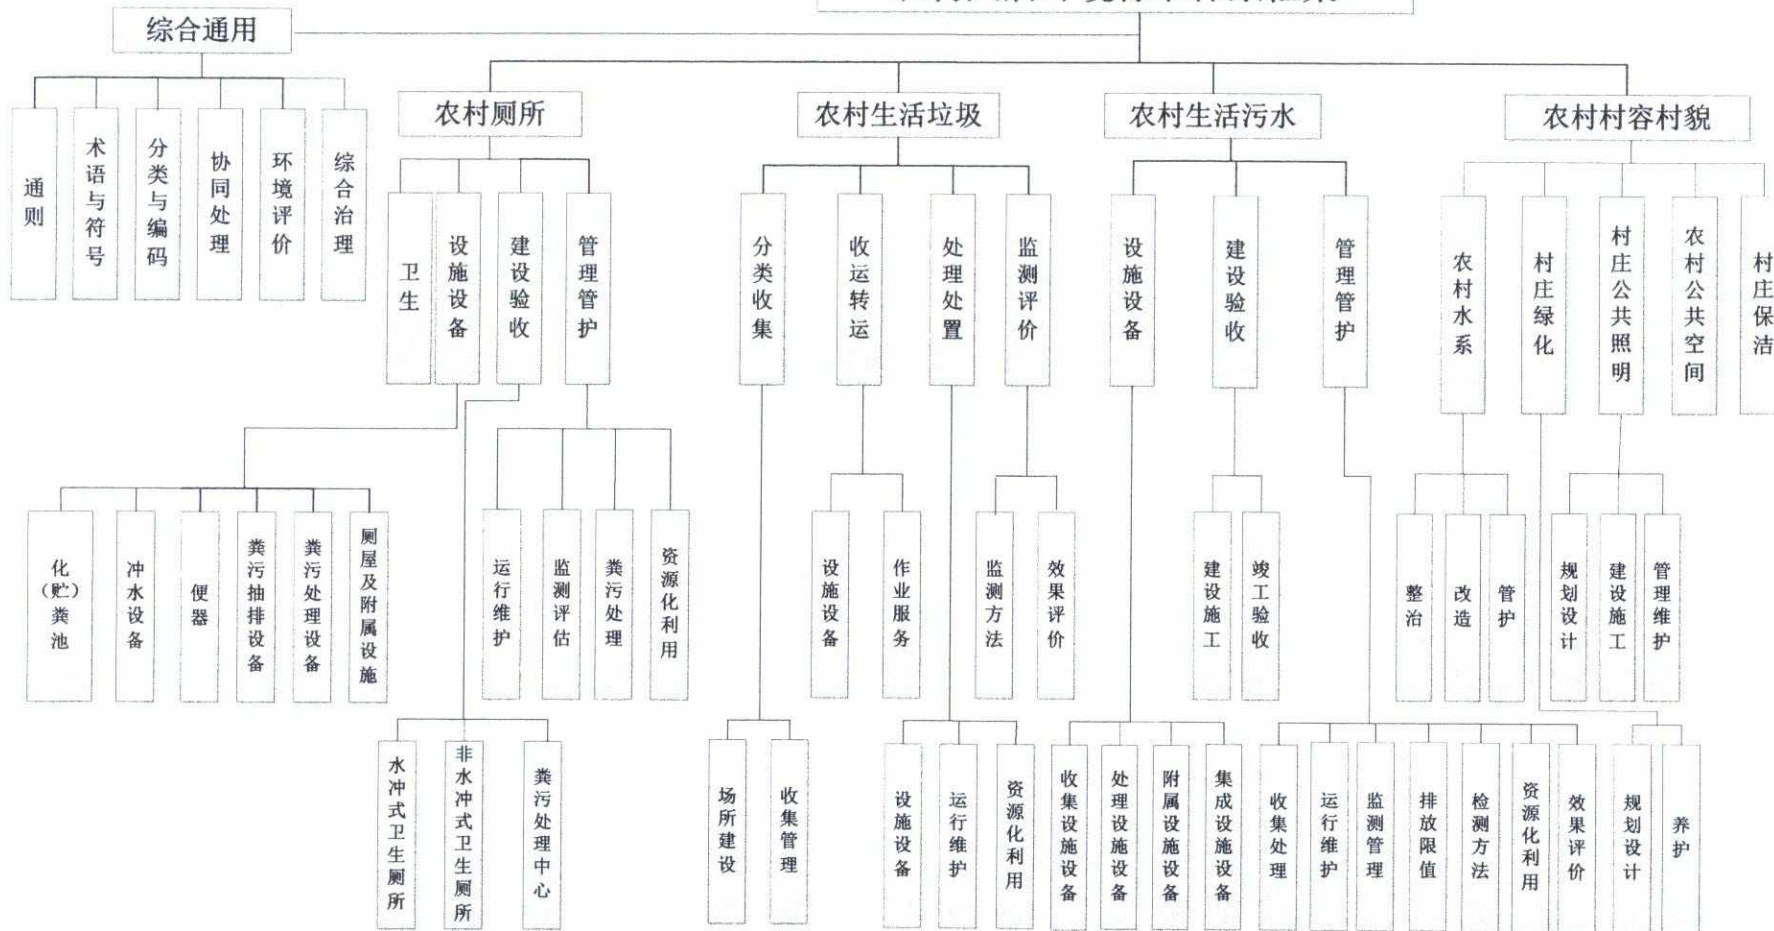 综合通用
农村厕所
农村生活垃圾
农村生活污水
农村村容村貌
通则
术语与符号
分类与编码
协同处理
环境评价
综合治理
卫生
设施设备
建设验收
管理管护
分类收集
收运转运
处理处置
监测评价
设施设备
建设验收
管理管护
农村水系
村庄绿化
村庄公共照明
农村公共空间
村庄保洁
化(贮)粪池
冲水设备
便器
粪污抽排设备
粪污处理设备
厕屋及附属设施
运行维护
监测评估
粪污处理
资源化利用
设施设备
作业服务
监测方法
效果评价
建设施工
竣工验收
整治
改造
管护
规划设计
建设施工
管理维护
水冲式卫生厕所
非水冲式卫生厕所
粪污处理中心
场所建设
收集管理
设施设备
运行维护
资源化利用
收集设施设备
处理设施设备
附属设施设备
集成设施设备
收集处理
运行维护
监测管理
排放限值
检测方法
资源化利用
效果评价
规划设计
养护